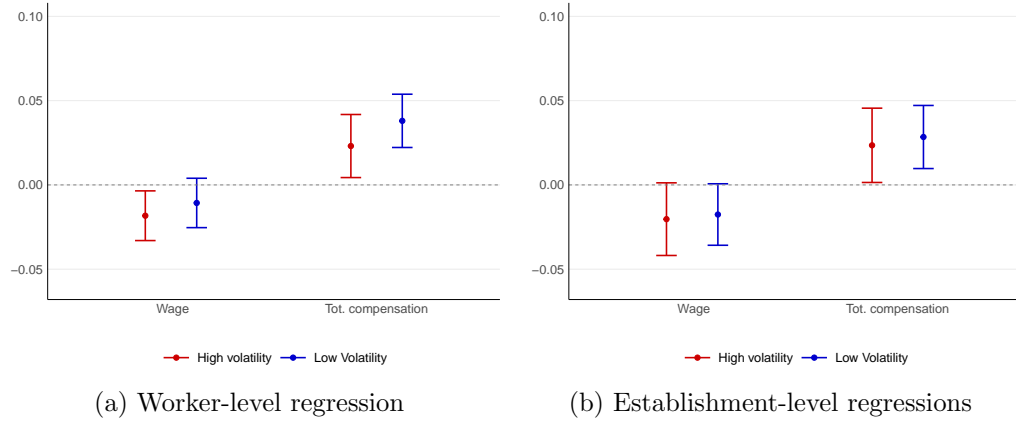 0.10
0.05
0.00
−0.05
Wage
Tot. compensation
High volatility
Low Volatility
(a) Worker-level regression
0.10
0.05
0.00
−0.05
Wage
Tot. compensation
High volatility
Low Volatility
(b) Establishment-level regressions